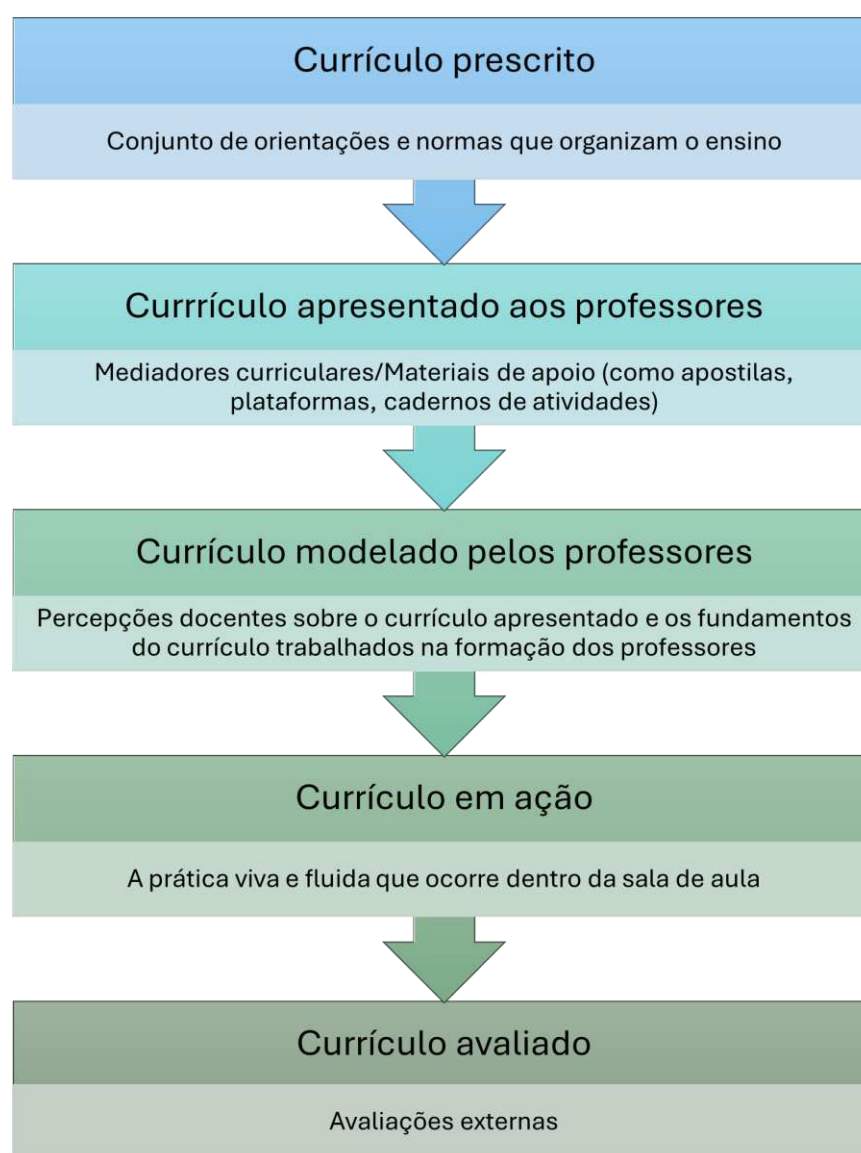 Currículo prescrito
Conjunto de orientações e normas que organizam o ensino
Currrículo apresentado aos professores
Mediadores curriculares/Materiais de apoio (como apostilas,
plataformas, cadernos de atividades)
Currículo modelado pelos professores
Percepções docentes sobre o currículo apresentado e os fundamentos
do currículo trabalhados na formação dos professores
Currículo em ação
A prática viva e fluida que ocorre dentro da sala de aula
Currículo avaliado
Avaliações externas